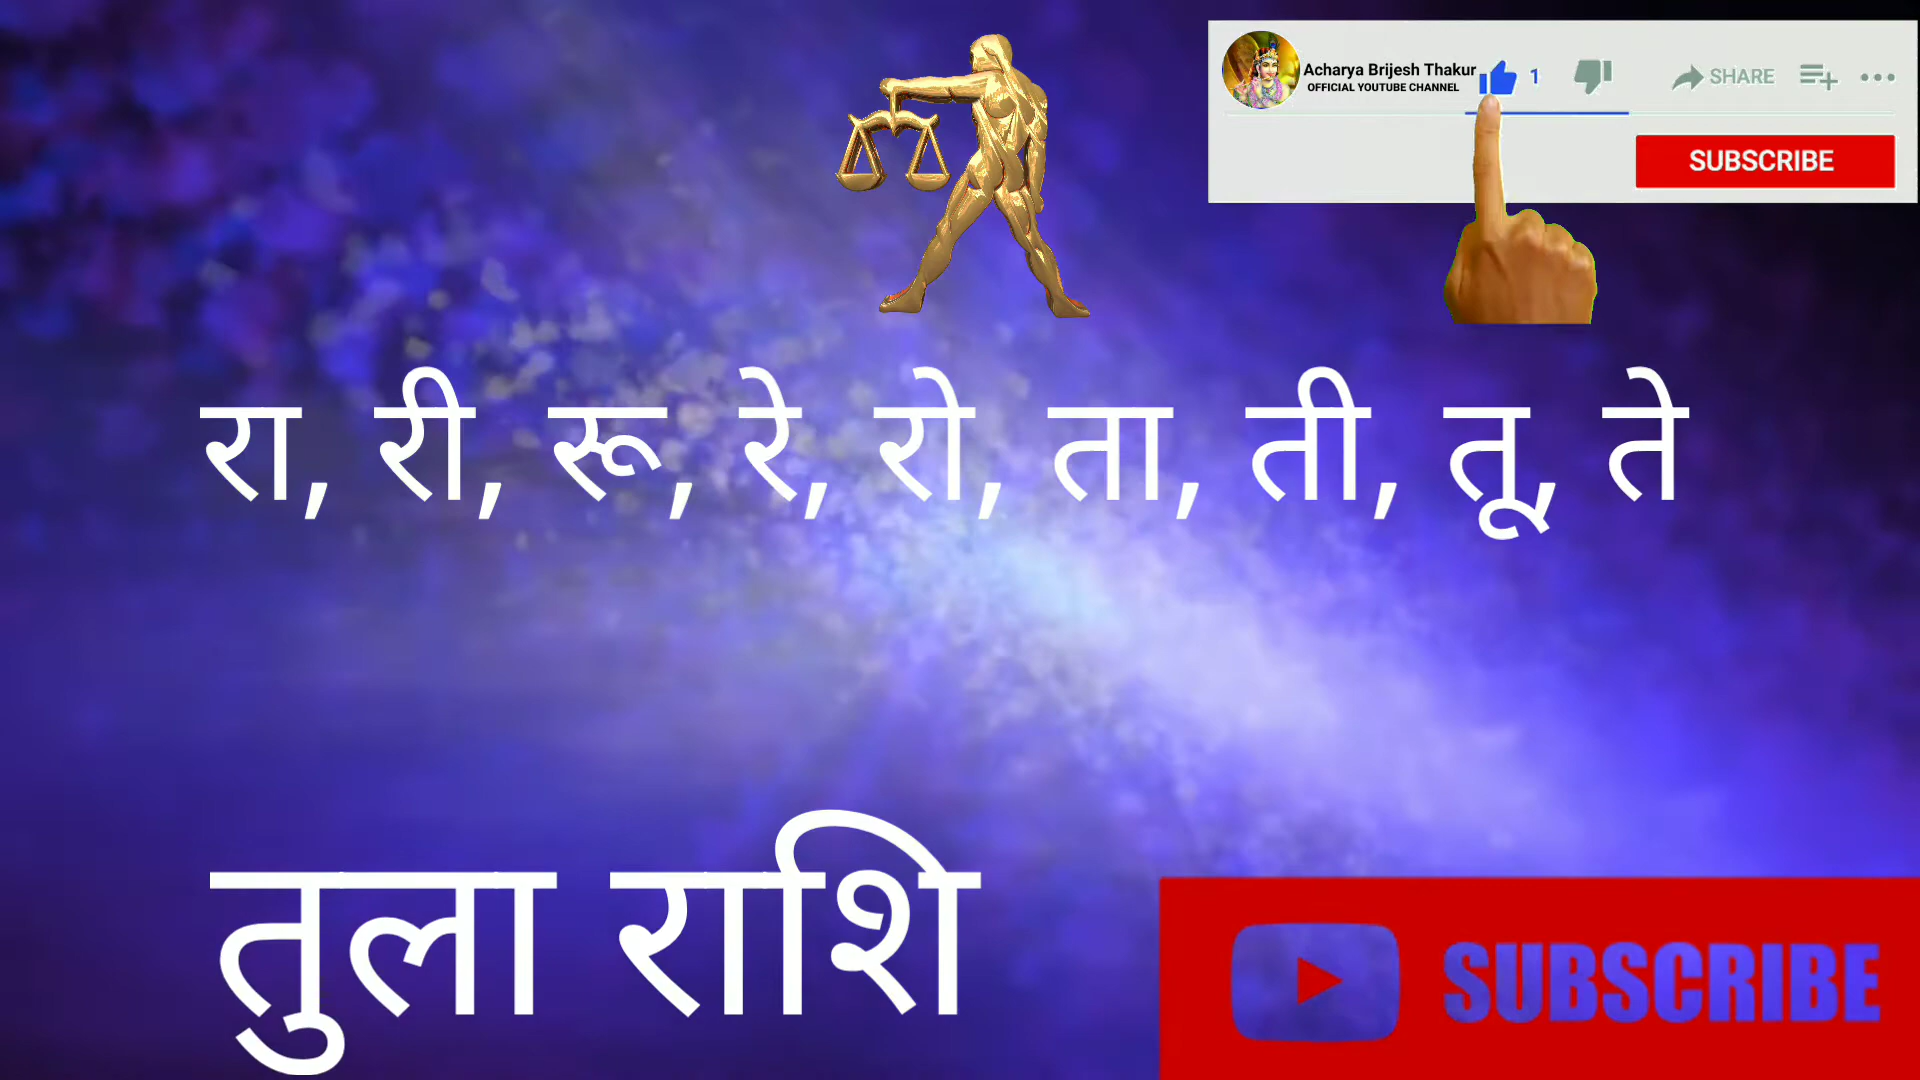 Acharya Brijesh Thakur 1 SHARE
OFFICIAL YOUTUBE CHANNEL
SUBSCRIBE
रा, री, रू, रे, रो, ता, ती, तू, ते
तुला राशि
SUBSCRIBE